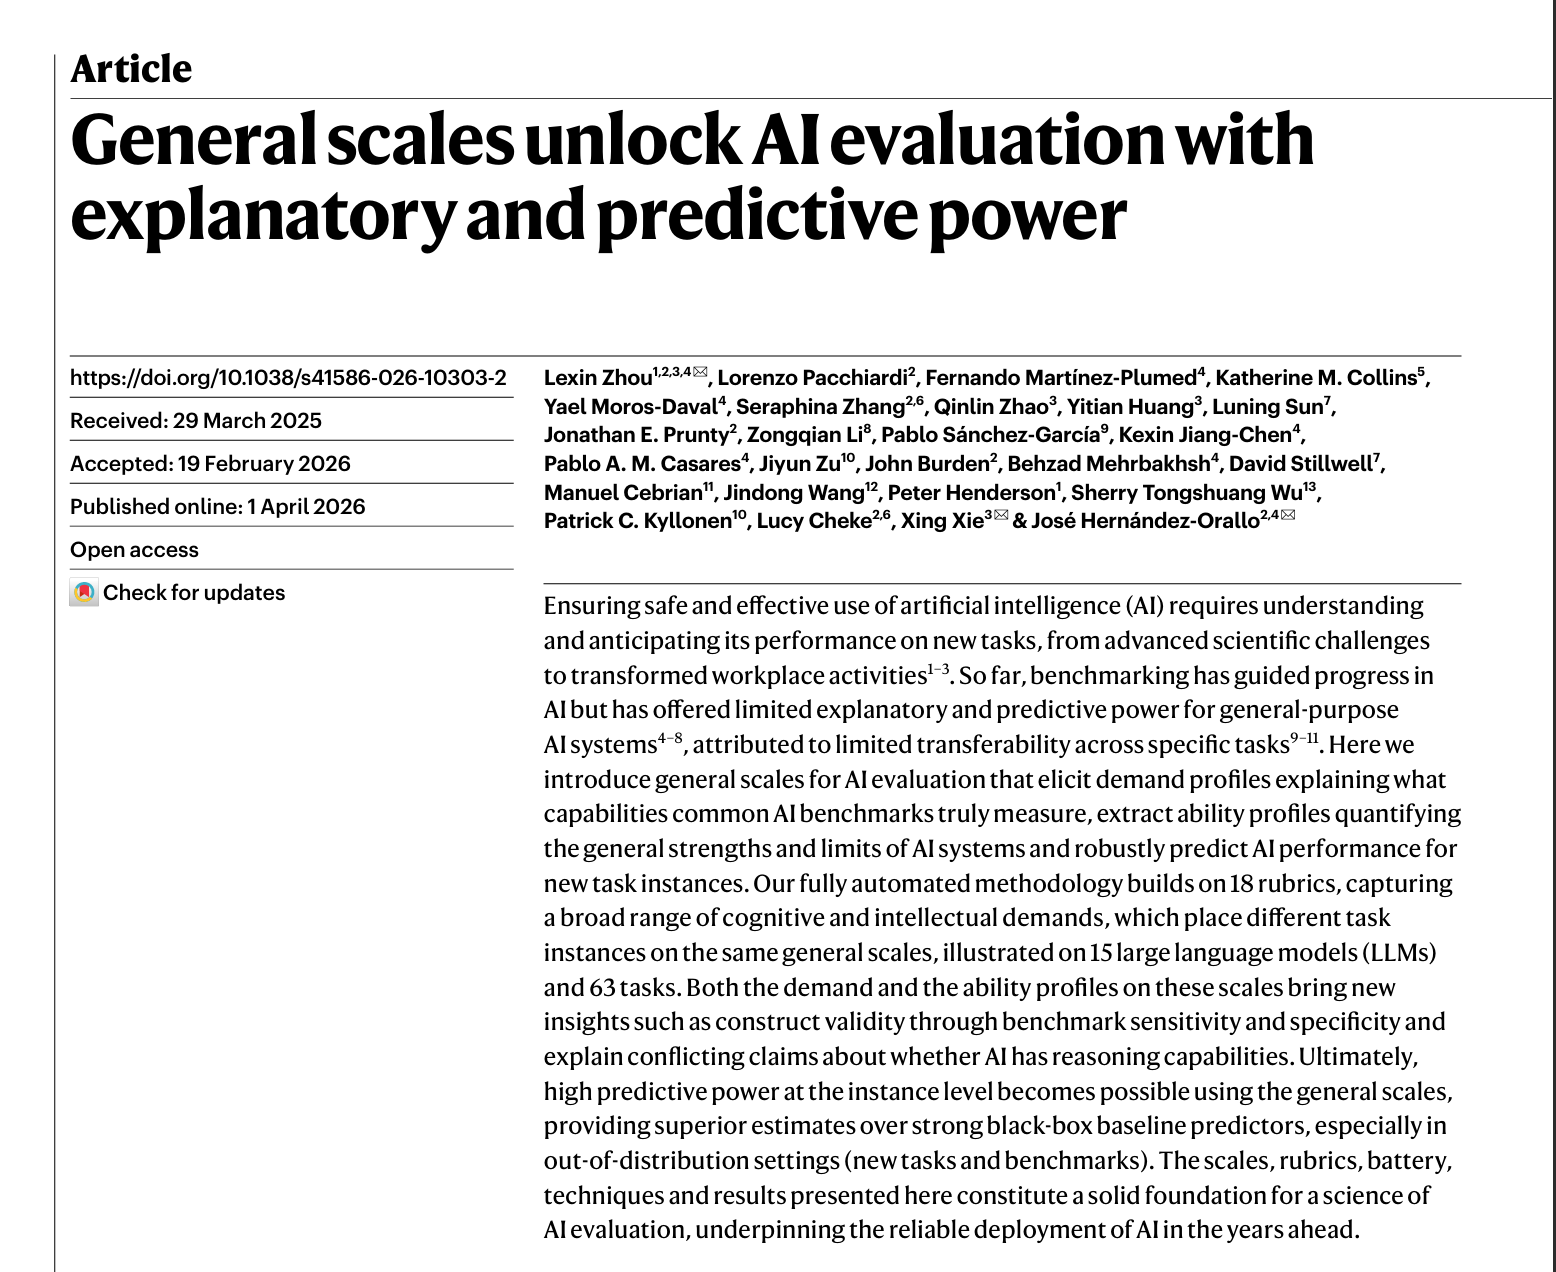 Article
General scales unlock AI evaluation with
explanatory and predictive power
https://doi.org/10.1038/s41586-026-10303-2
Received: 29 March 2025
Accepted: 19 February 2026
Published online: 1 April 2026
Open access
Check for updates
Lexin Zhou1,2,3,4✉, Lorenzo Pacchiardi2, Fernando Martínez-Plumed4, Katherine M. Collins5,
Yael Moros-Daval4, Seraphina Zhang2,6, Qinlin Zhao3, Yitian Huang3, Luning Sun7,
Jonathan E. Prunty2, Zongqian Li8, Pablo Sánchez-García9, Kexin Jiang-Chen4,
Pablo A. M. Casares4, Jiyun Zu10, John Burden2, Behzad Mehrbakhsh4, David Stillwell7,
Manuel Cebrian11, Jindong Wang12, Peter Henderson1, Sherry Tongshuang Wu13,
Patrick C. Kyllonen10, Lucy Cheke2,6, Xing Xie3✉ & José Hernández-Orallo2,4✉
Ensuring safe and effective use of artificial intelligence (AI) requires understanding
and anticipating its performance on new tasks, from advanced scientific challenges
to transformed workplace activities1–3. So far, benchmarking has guided progress in
AI but has offered limited explanatory and predictive power for general-purpose
AI systems4–8, attributed to limited transferability across specific tasks9–11. Here we
introduce general scales for AI evaluation that elicit demand profiles explaining what
capabilities common AI benchmarks truly measure, extract ability profiles quantifying
the general strengths and limits of AI systems and robustly predict AI performance for
new task instances. Our fully automated methodology builds on 18 rubrics, capturing
a broad range of cognitive and intellectual demands, which place different task
instances on the same general scales, illustrated on 15 large language models (LLMs)
and 63 tasks. Both the demand and the ability profiles on these scales bring new
insights such as construct validity through benchmark sensitivity and specificity and
explain conflicting claims about whether AI has reasoning capabilities. Ultimately,
high predictive power at the instance level becomes possible using the general scales,
providing superior estimates over strong black-box baseline predictors, especially in
out-of-distribution settings (new tasks and benchmarks). The scales, rubrics, battery,
techniques and results presented here constitute a solid foundation for a science of
AI evaluation, underpinning the reliable deployment of AI in the years ahead.